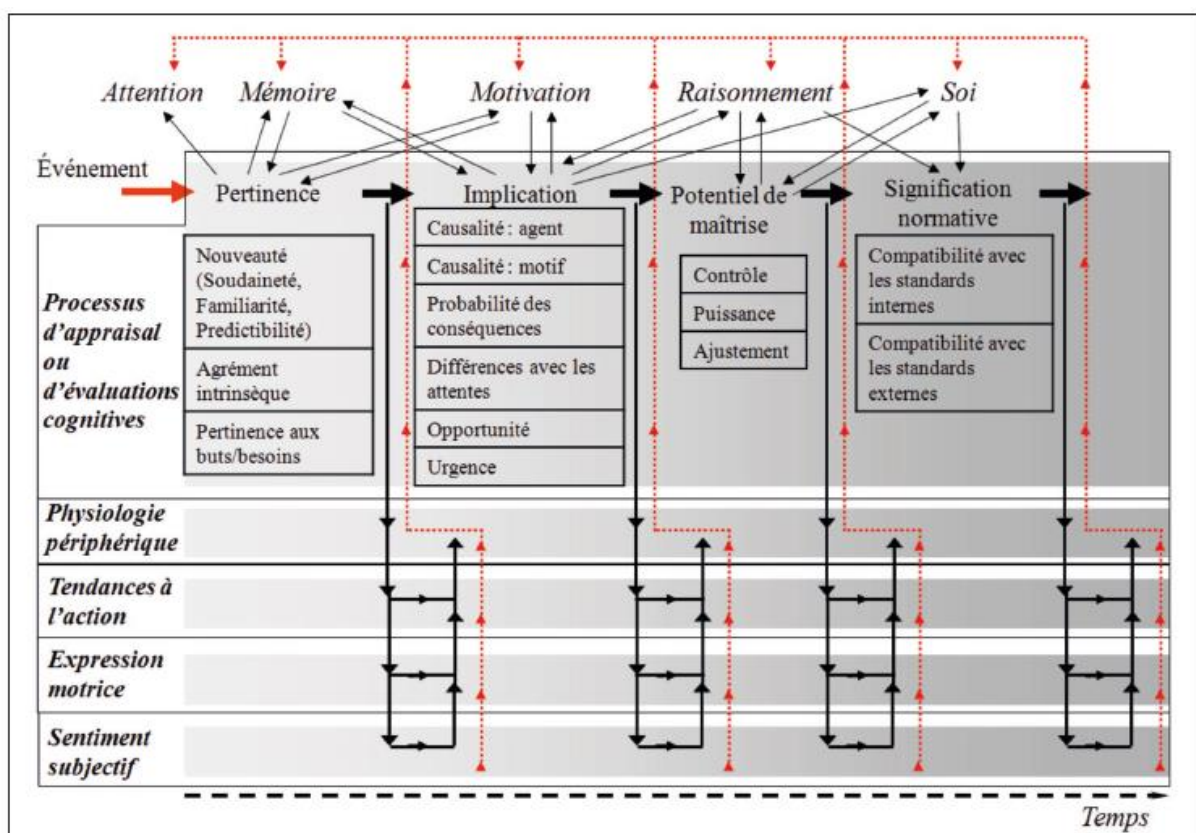 Attention
Mémoire
Motivation
Raisonnement
Soi
Événement
Pertinence
Implication
Potentiel de
maîtrise
Signification
normative
Processus
d’appraisal
ou
d’évaluations
cognitives
Nouveauté
(Soudaineté,
Familiarité,
Predictibilité)
Agrément
intrinsèque
Pertinence aux
buts/besoins
Causalité : agent
Causalité : motif
Probabilité des
conséquences
Différences avec les
attentes
Opportunité
Urgence
Contrôle
Puissance
Ajustement
Compatibilité avec
les standards
internes
Compatibilité avec
les standards
externes
Physiologie
périphérique
Tendances à
l’action
Expression
motrice
Sentiment
subjectif
Temps